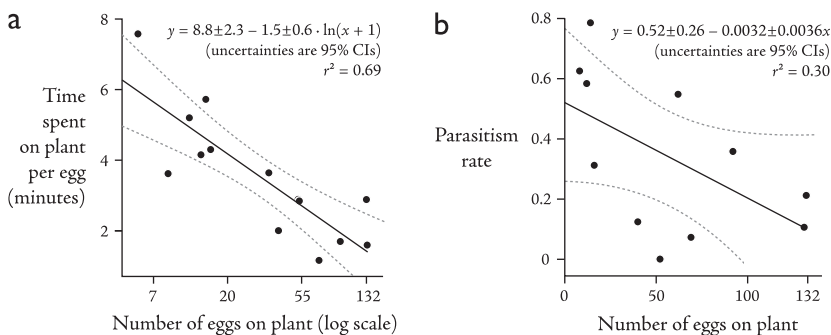 a
y = 8.8±2.3 – 1.5±0.6 · ln(x + 1)
(uncertainties are 95% CIs)
r² = 0.69
8
6
4
2
Time
spent
on plant
per egg
(minutes)
7 20 55 132
Number of eggs on plant (log scale)
b
y = 0.52±0.26 – 0.0032±0.0036x
(uncertainties are 95% CIs)
r² = 0.30
0.8
0.6
0.4
0.2
0
Parasitism
rate
0 50 100 132
Number of eggs on plant